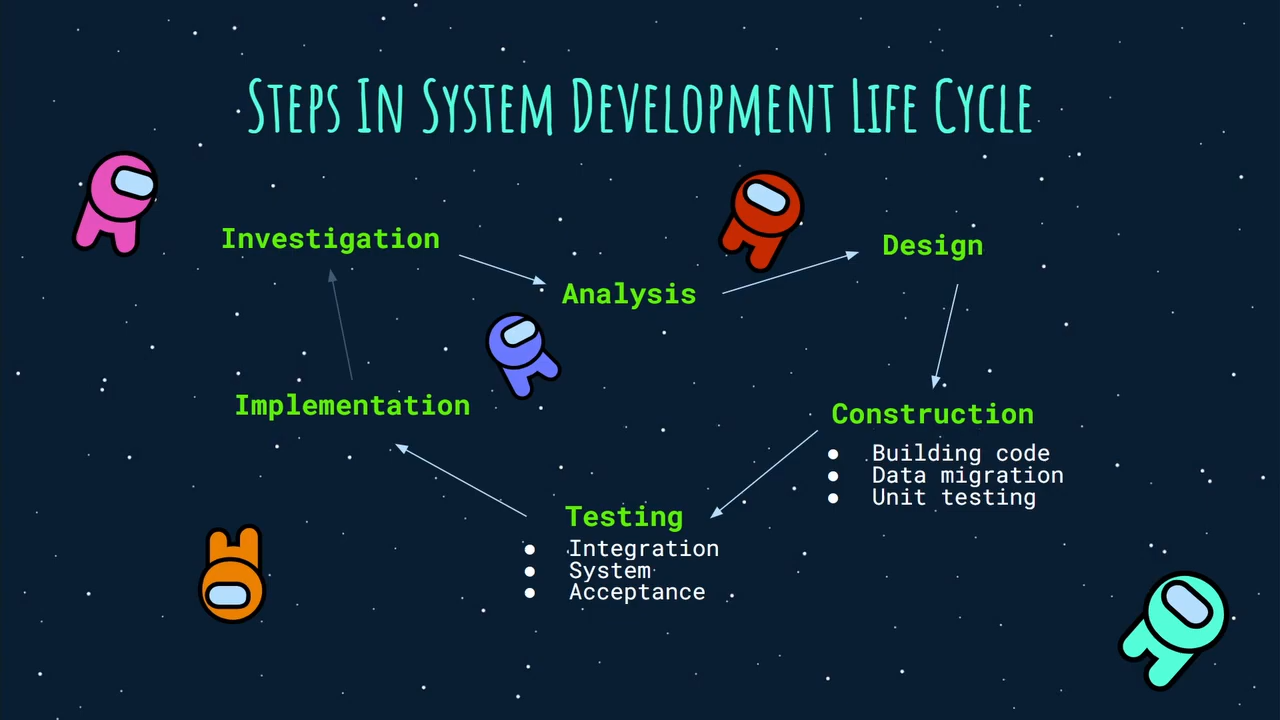 Steps In System Development Life Cycle
Investigation
Analysis
Design
Construction
● Building code
● Data migration
● Unit testing
Testing
● Integration
● System
● Acceptance
Implementation